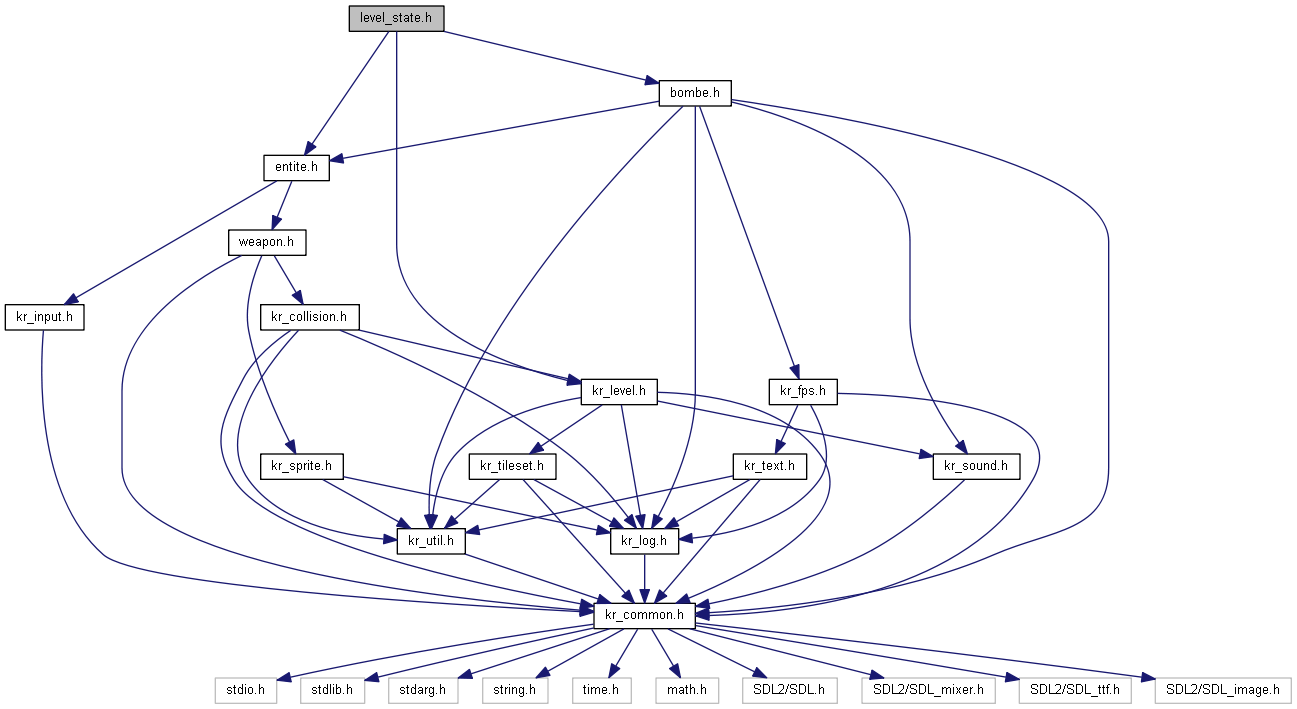 level_state.h
bombe.h
entite.h
weapon.h
kr_input.h
kr_collision.h
kr_level.h
kr_fps.h
kr_sprite.h
kr_tileset.h
kr_text.h
kr_sound.h
kr_util.h
kr_log.h
kr_common.h
stdio.h
stdlib.h
stdarg.h
string.h
time.h
math.h
SDL2/SDL.h
SDL2/SDL_mixer.h
SDL2/SDL_ttf.h
SDL2/SDL_image.h